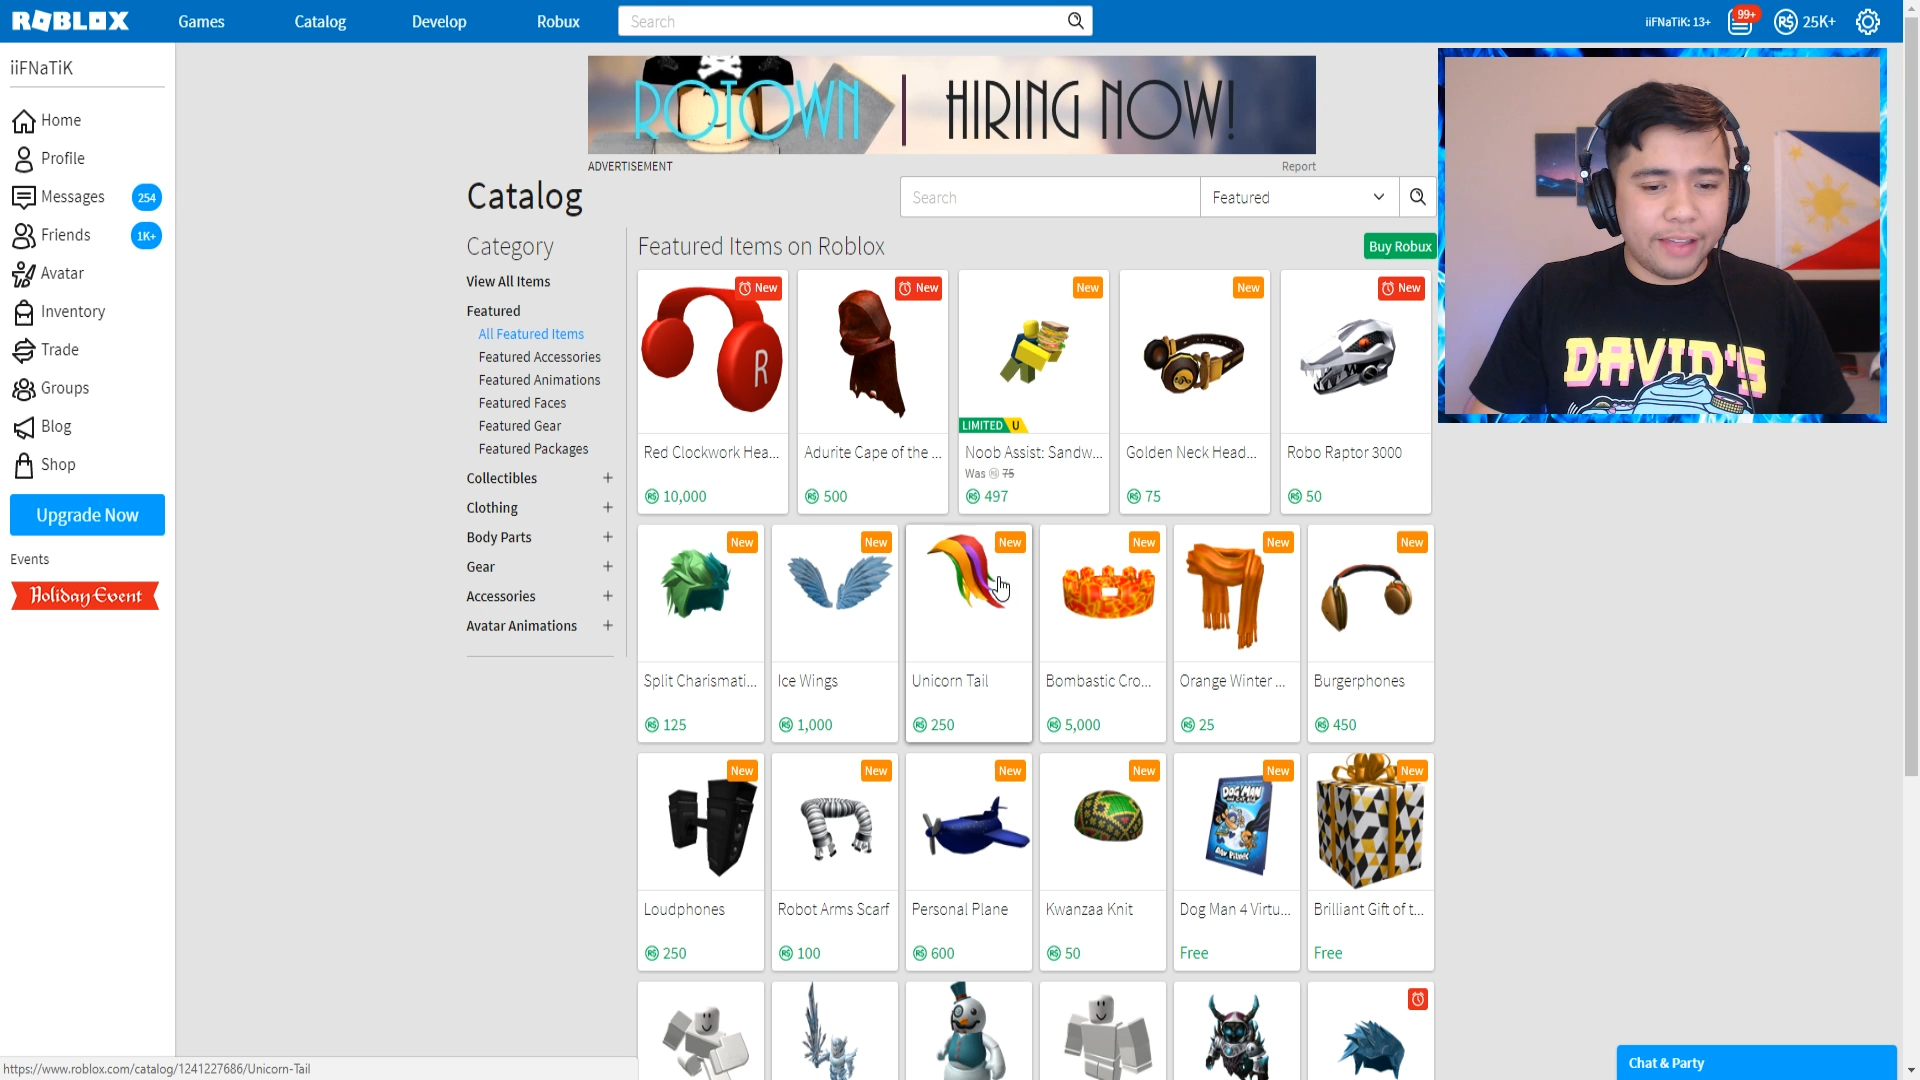 ROBLOX
Games
Catalog
Develop
Robux
Search
iiFNaTiK: 13+
99+
R$ 25K+
iiFNaTiK
Home
Profile
Messages 254
Friends 1K+
Avatar
Inventory
Trade
Groups
Blog
Shop
Upgrade Now
Events
Holiday Event
ROTOWN | HIRING NOW!
ADVERTISEMENT
Report
Catalog
Search
Featured
Category
View All Items
Featured
All Featured Items
Featured Accessories
Featured Animations
Featured Faces
Featured Gear
Featured Packages
Collectibles +
Clothing +
Body Parts +
Gear +
Accessories +
Avatar Animations +
Featured Items on Roblox
Buy Robux
New
R
Red Clockwork Hea...
R$ 10,000
New
Adurite Cape of the ...
R$ 500
New
LIMITED U
Noob Assist: Sandw...
Was R$ 75
R$ 497
New
Golden Neck Head...
R$ 75
New
Robo Raptor 3000
R$ 50
New
Split Charismati...
R$ 125
New
Ice Wings
R$ 1,000
New
Unicorn Tail
R$ 250
New
Bombastic Cro...
R$ 5,000
New
Orange Winter ...
R$ 25
New
Burgerphones
R$ 450
New
Loudphones
R$ 250
New
Robot Arms Scarf
R$ 100
New
Personal Plane
R$ 600
New
Kwanzaa Knit
R$ 50
New
DOG MAN
DAV PILKEY
Dog Man 4 Virtu...
Free
New
Brilliant Gift of t...
Free
DAVID'S
https://www.roblox.com/catalog/1241227686/Unicorn-Tail
Chat & Party